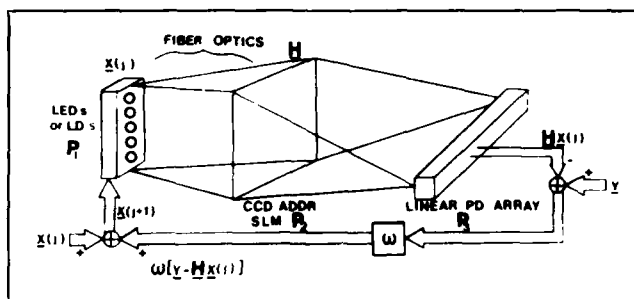 FIBER OPTICS
x(j)
H
LEDs
or LDs
P1
Hx(j)
-
+
y
x(j+1)
CCD ADDR
SLM P2
LINEAR PD ARRAY
P3
x(j)
+
+
ω
ω[y-Hx(j)]